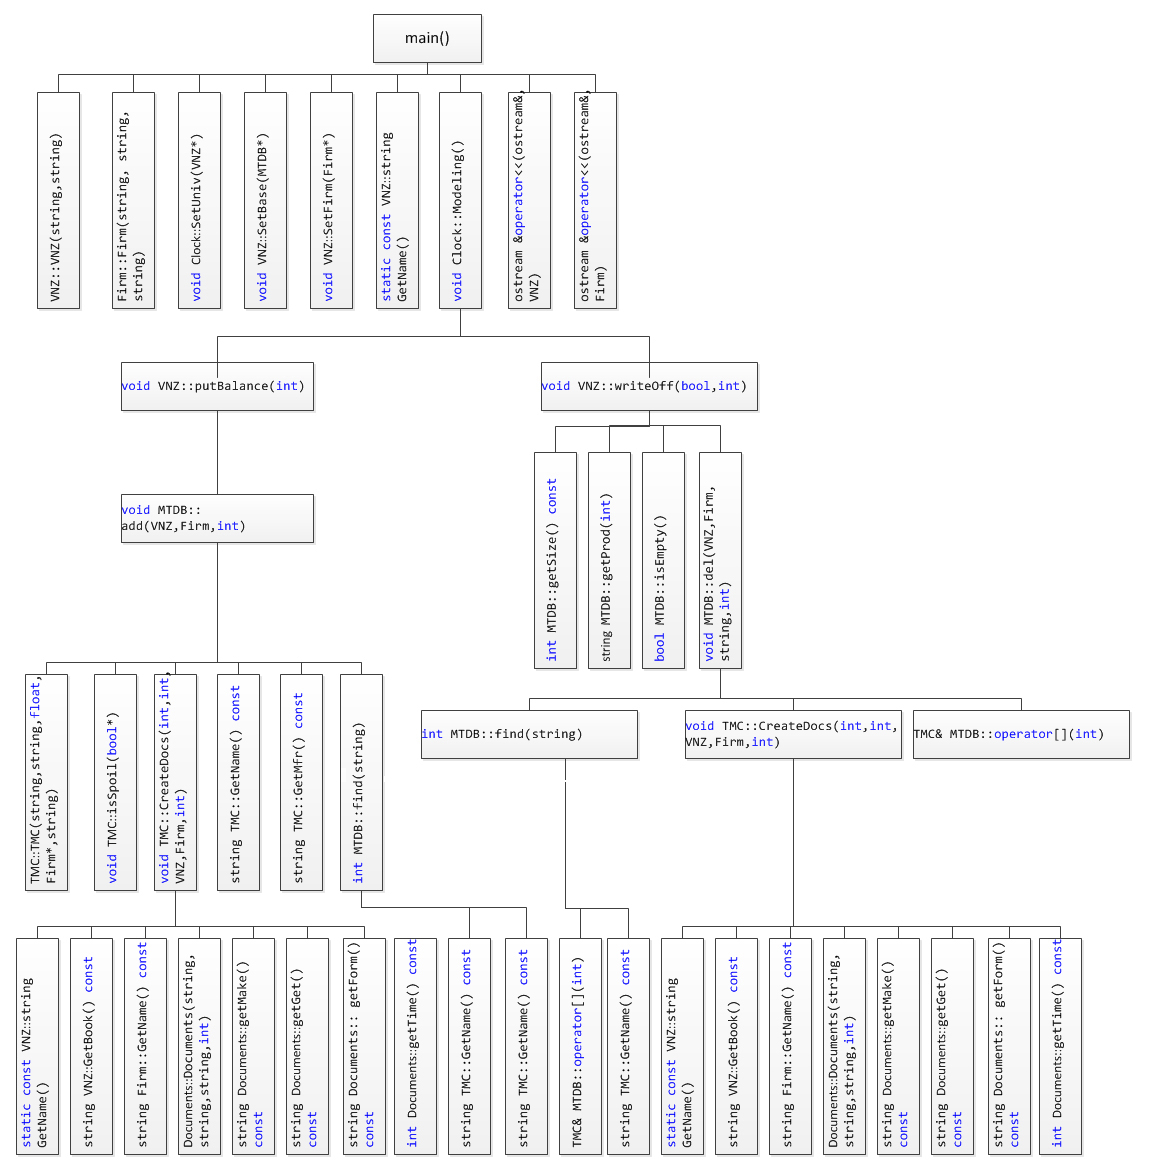 main()
VNZ::VNZ(string,string)
Firm::Firm(string, string,
string)
void Clock::SetUniv(VNZ*)
void VNZ::SetBase(MTDB*)
void VNZ::SetFirm(Firm*)
static const VNZ::string
GetName()
void Clock::Modeling()
ostream &operator<<(ostream&,
VNZ)
ostream &operator<<(ostream&,
Firm)
void VNZ::putBalance(int)
void VNZ::writeOff(bool,int)
int MTDB::getSize() const
string MTDB::getProd(int)
bool MTDB::isEmpty()
void MTDB::del(VNZ,Firm,
string,int)
void MTDB::
add(VNZ,Firm,int)
TMC::TMC(string,string,float,
Firm*,string)
void TMC::isSpoil(bool*)
void TMC::CreateDocs(int,int,
VNZ,Firm,int)
string TMC::GetName() const
string TMC::GetMfr() const
int MTDB::find(string)
int MTDB::find(string)
void TMC::CreateDocs(int,int,
VNZ,Firm,int)
TMC& MTDB::operator[](int)
static const VNZ::string
GetName()
string VNZ::GetBook() const
string Firm::GetName() const
Documents::Documents(string,
string,string,int)
string Documents::getMake()
const
string Documents::getGet()
const
string Documents:: getForm()
const
int Documents::getTime() const
string TMC::GetName() const
string TMC::GetName() const
TMC& MTDB::operator[](int)
string TMC::GetName() const
static const VNZ::string
GetName()
string VNZ::GetBook() const
string Firm::GetName() const
Documents::Documents(string,
string,string,int)
string Documents::getMake()
const
string Documents::getGet()
const
string Documents:: getForm()
const
int Documents::getTime() const